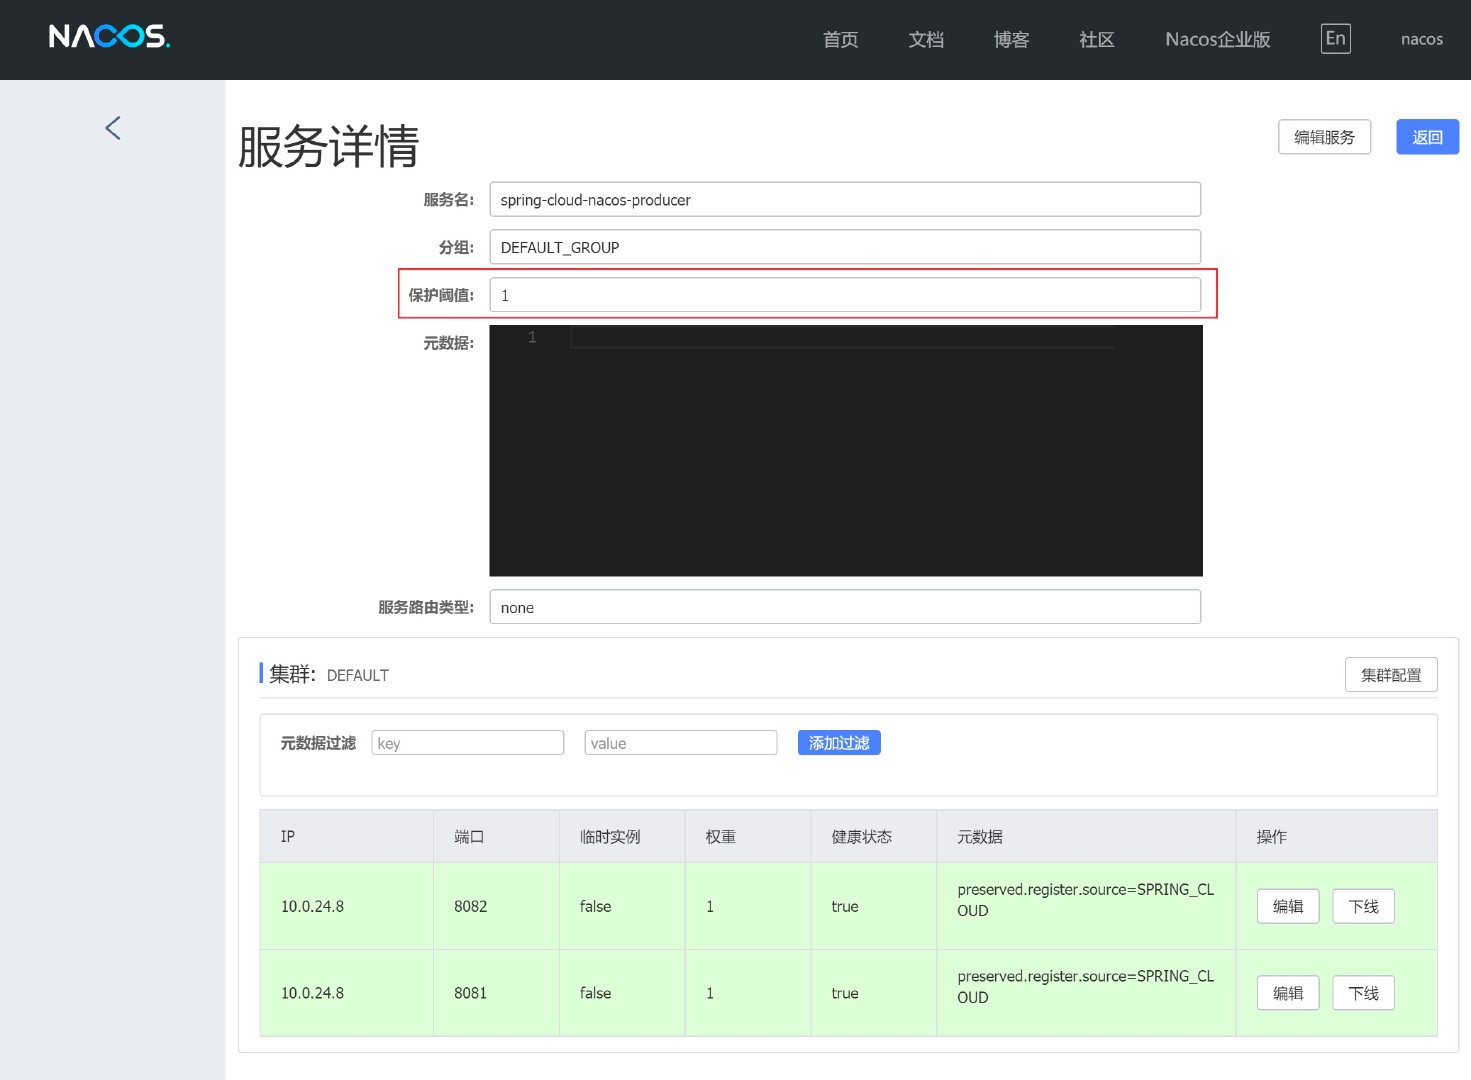 NACOS.
首页 文档 博客 社区 Nacos企业版 En nacos
服务详情
编辑服务 返回
服务名: spring-cloud-nacos-producer
分组: DEFAULT_GROUP
保护阈值: 1
元数据: 1
服务路由类型: none
集群: DEFAULT 集群配置
元数据过滤 key value 添加过滤
IP 端口 临时实例 权重 健康状态 元数据 操作
10.0.24.8 8082 false 1 true preserved.register.source=SPRING_CL
OUD 编辑 下线
10.0.24.8 8081 false 1 true preserved.register.source=SPRING_CL
OUD 编辑 下线